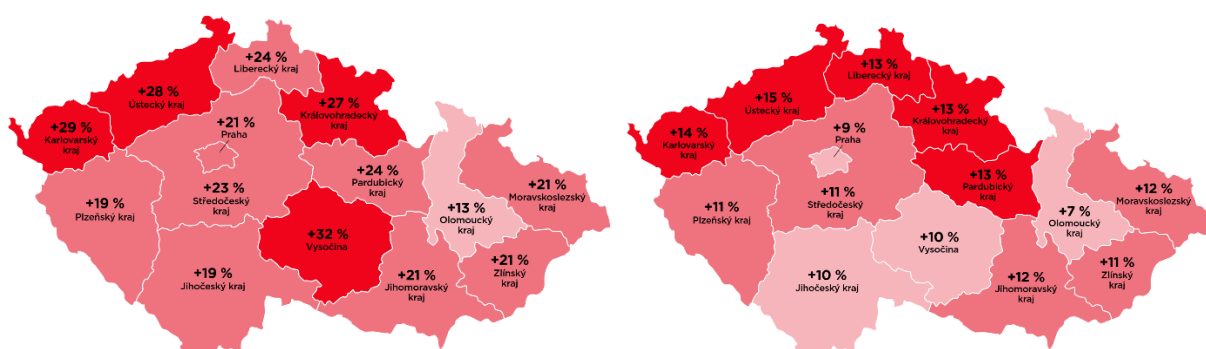 +24 %
Liberecký kraj
+28 %
Ústecký kraj
+27 %
Královohradecký
kraj
+29 %
Karlovarský
kraj
+21 %
Praha
+24 %
Pardubický
kraj
+23 %
Středočeský
kraj
+19 %
Plzeňský kraj
+21 %
Moravskoslezský
kraj
+13 %
Olomoucký
kraj
+32 %
Vysočina
+19 %
Jihočeský kraj
+21 %
Jihomoravský
kraj
+21 %
Zlínský
kraj
+13 %
Liberecký kraj
+15 %
Ústecký kraj
+13 %
Královohradecký
kraj
+14 %
Karlovarský
kraj
+9 %
Praha
+13 %
Pardubický
kraj
+11 %
Středočeský
kraj
+11 %
Plzeňský kraj
+12 %
Moravskoslezský
kraj
+7 %
Olomoucký
kraj
+10 %
Vysočina
+10 %
Jihočeský kraj
+12 %
Jihomoravský
kraj
+11 %
Zlínský
kraj